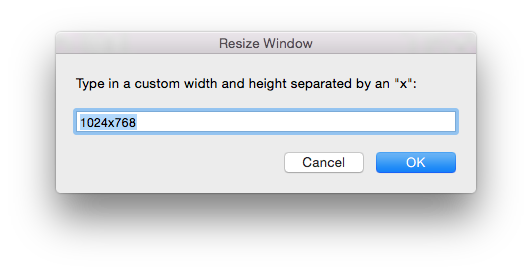 Resize Window
Type in a custom width and height separated by an "x":
1024x768
Cancel OK